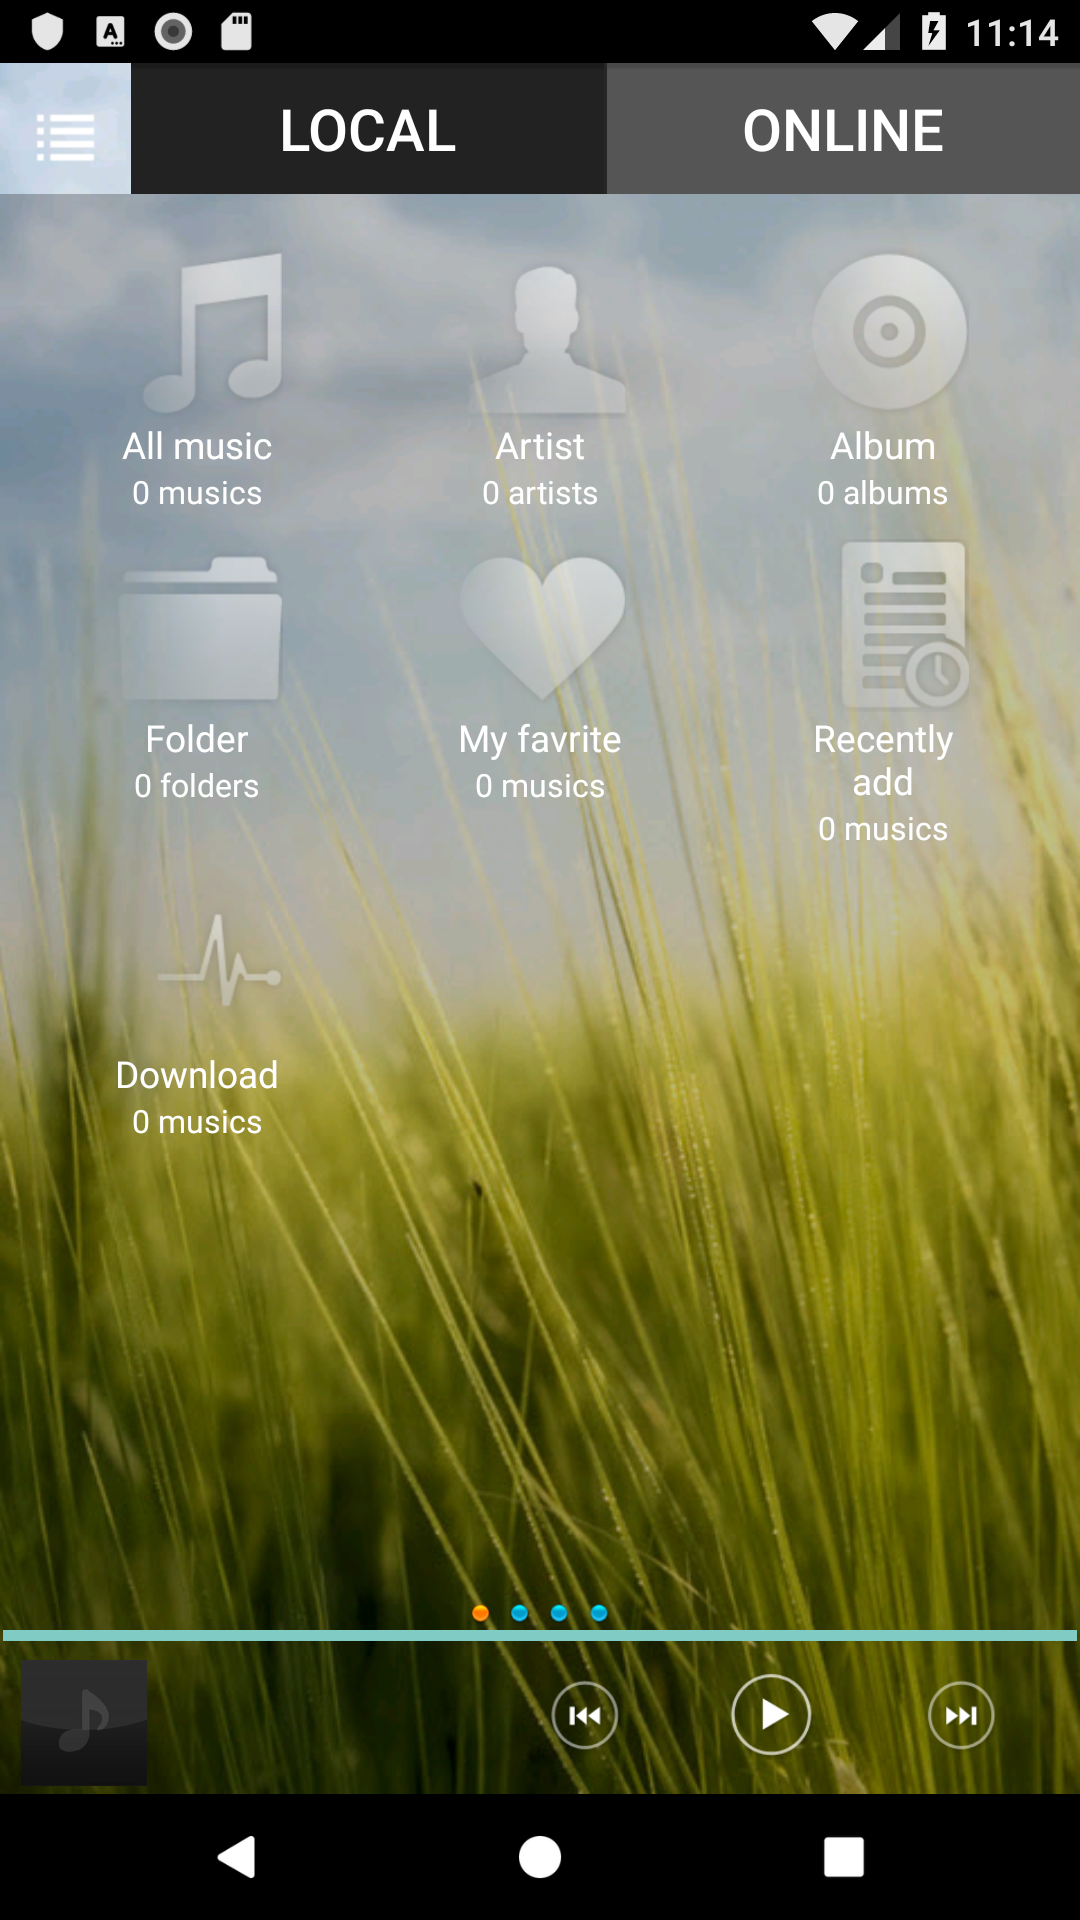 11:14
LOCAL
ONLINE
All music
0 musics
Artist
0 artists
Album
0 albums
Folder
0 folders
My favrite
0 musics
Recently
add
0 musics
Download
0 musics